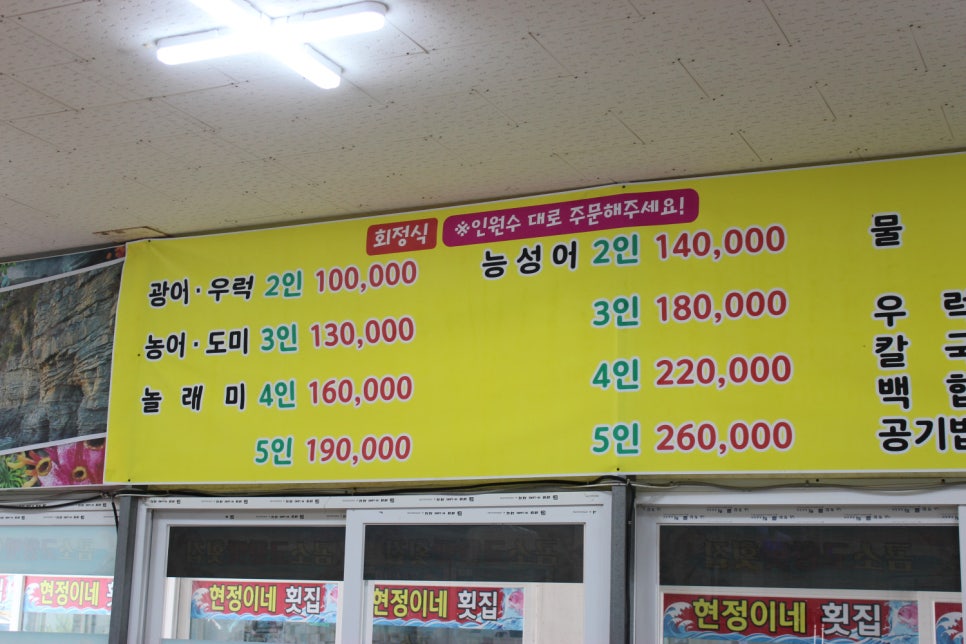 회정식 ※인원수 대로 주문해주세요!
광어·우럭 2인 100,000
농어·도미 3인 130,000
놀래미 4인 160,000
5인 190,000
능성어 2인 140,000
3인 180,000
4인 220,000
5인 260,000
물
우
칼
백
공기
현정이네
현정이네 횟집
현정이네 횟집
현정이네 횟집